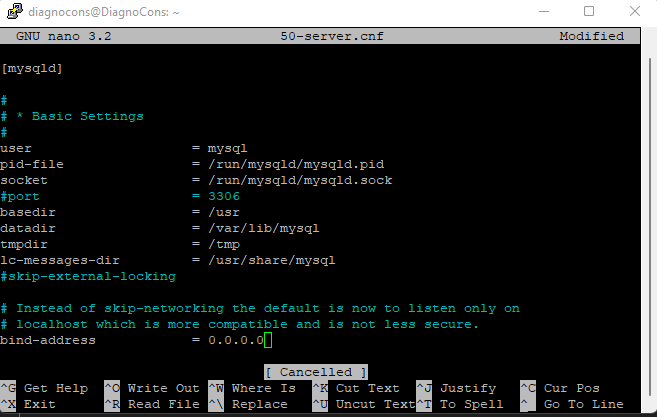 diagnocons@DiagnoCons: ~
GNU nano 3.2 50-server.cnf Modified
[mysqld]
#
# * Basic Settings
#
user = mysql
pid-file = /run/mysqld/mysqld.pid
socket = /run/mysqld/mysqld.sock
#port = 3306
basedir = /usr
datadir = /var/lib/mysql
tmpdir = /tmp
lc-messages-dir = /usr/share/mysql
#skip-external-locking
# Instead of skip-networking the default is now to listen only on
# localhost which is more compatible and is not less secure.
bind-address = 0.0.0.0
[ Cancelled ]
^G Get Help ^O Write Out ^W Where Is ^K Cut Text ^J Justify ^C Cur Pos
^X Exit ^R Read File ^\ Replace ^U Uncut Text ^T To Spell ^_ Go To Line